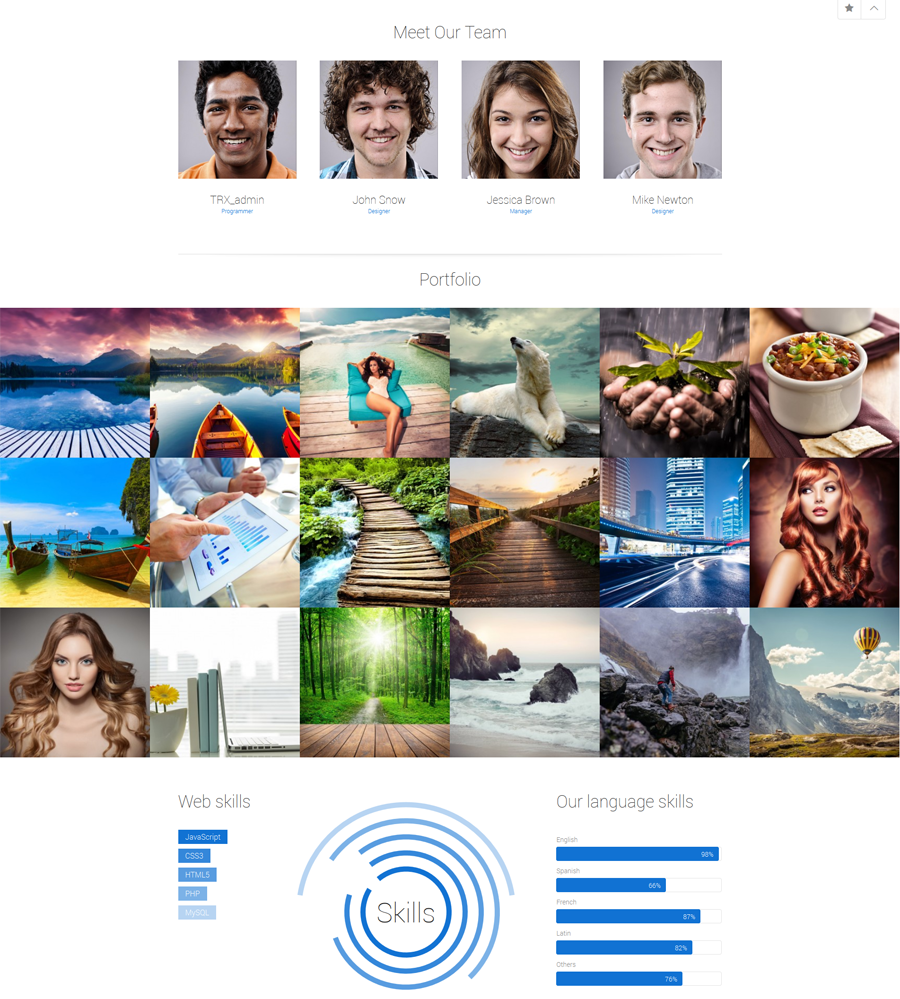 Meet Our Team
TRX_admin
Programmer
John Snow
Designer
Jessica Brown
Manager
Mike Newton
Designer
Portfolio
Web skills
JavaScript
CSS3
HTML5
PHP
MySQL
Skills
Our language skills
English
98%
Spanish
66%
French
87%
Latin
82%
Others
76%